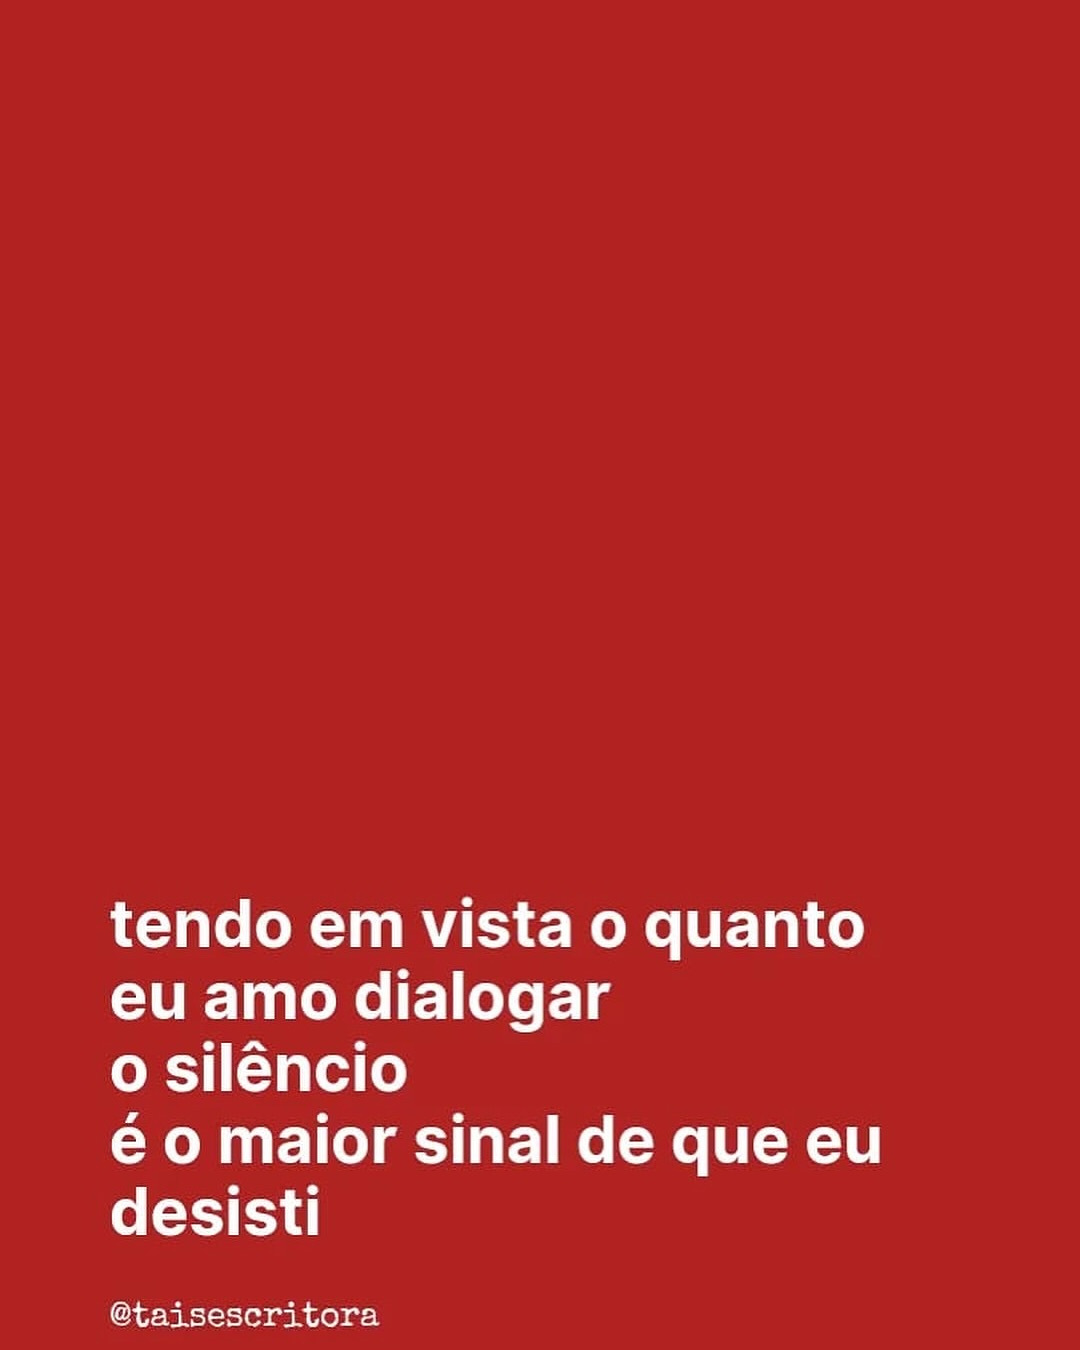 tendo em vista o quanto
eu amo dialogar
o silêncio
é o maior sinal de que eu
desisti
@taisescritora